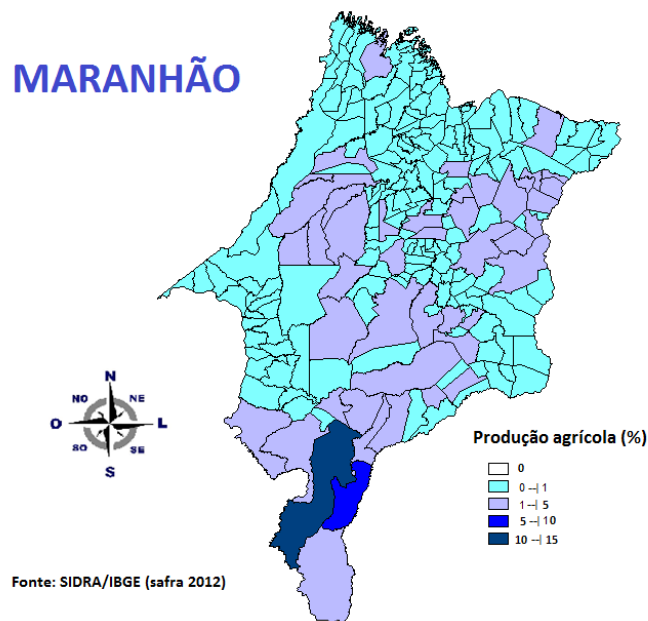 MARANHÃO
N
NO NE
O L
SO SE
S
Produção agrícola (%)
0
0 --| 1
1 --| 5
5 --| 10
10 --| 15
Fonte: SIDRA/IBGE (safra 2012)